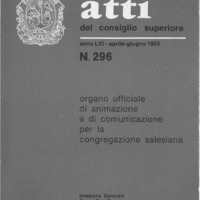 atti
del consiglio superiore
anno LXI - aprile-giugno 1980
N. 296
organo ufficiale
di animazione
e di comunicazione
per la
congregazione salesiana
Direzione Generale